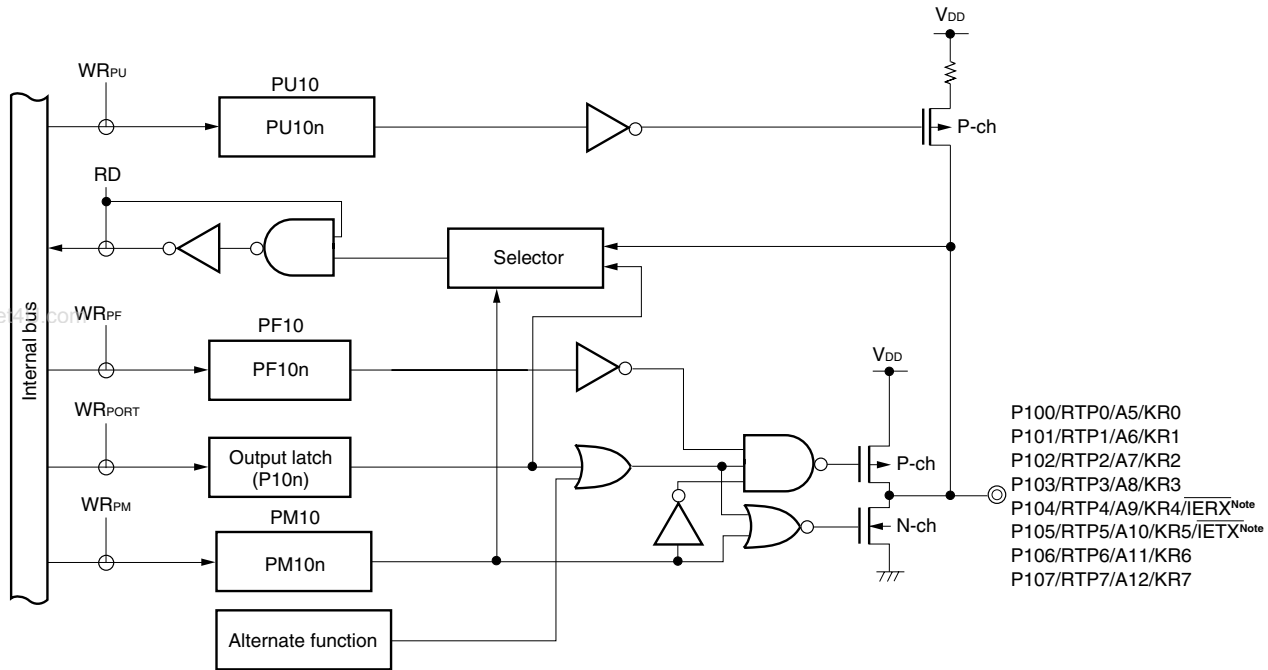 VDD
WRPU
PU10
PU10n
P-ch
RD
Selector
et4U.com
WRPF
PF10
PF10n
VDD
Internal bus
WRPORT
Output latch
(P10n)
P-ch
WRPM
PM10
PM10n
N-ch
Alternate function
P100/RTP0/A5/KR0
P101/RTP1/A6/KR1
P102/RTP2/A7/KR2
P103/RTP3/A8/KR3
P104/RTP4/A9/KR4/IERXNote
P105/RTP5/A10/KR5/IETXNote
P106/RTP6/A11/KR6
P107/RTP7/A12/KR7